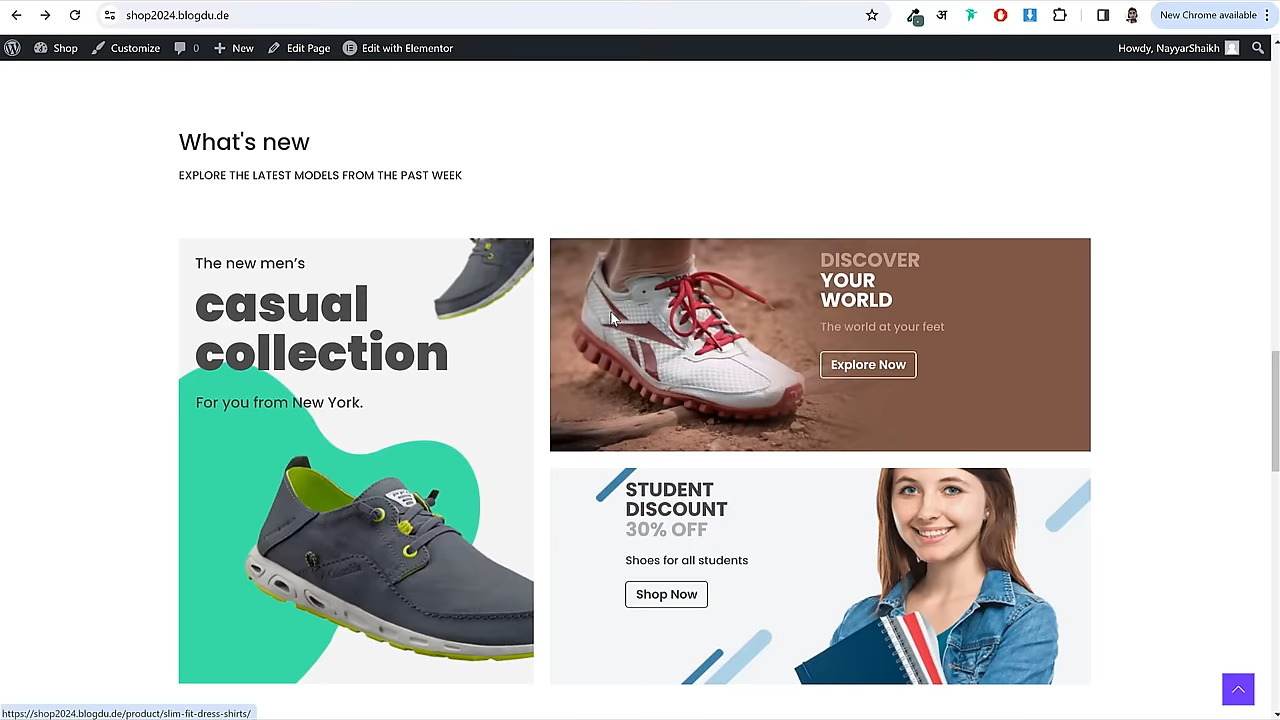 shop2024.blogdu.de
New Chrome available
Shop
Customize
0
New
Edit Page
Edit with Elementor
Howdy, NayyarShaikh
What's new
EXPLORE THE LATEST MODELS FROM THE PAST WEEK
The new men's
casual
collection
For you from New York.
DISCOVER
YOUR
WORLD
The world at your feet
Explore Now
STUDENT
DISCOUNT
30% OFF
Shoes for all students
Shop Now
https://shop2024.blogdu.de/product/slim-fit-dress-shirts/